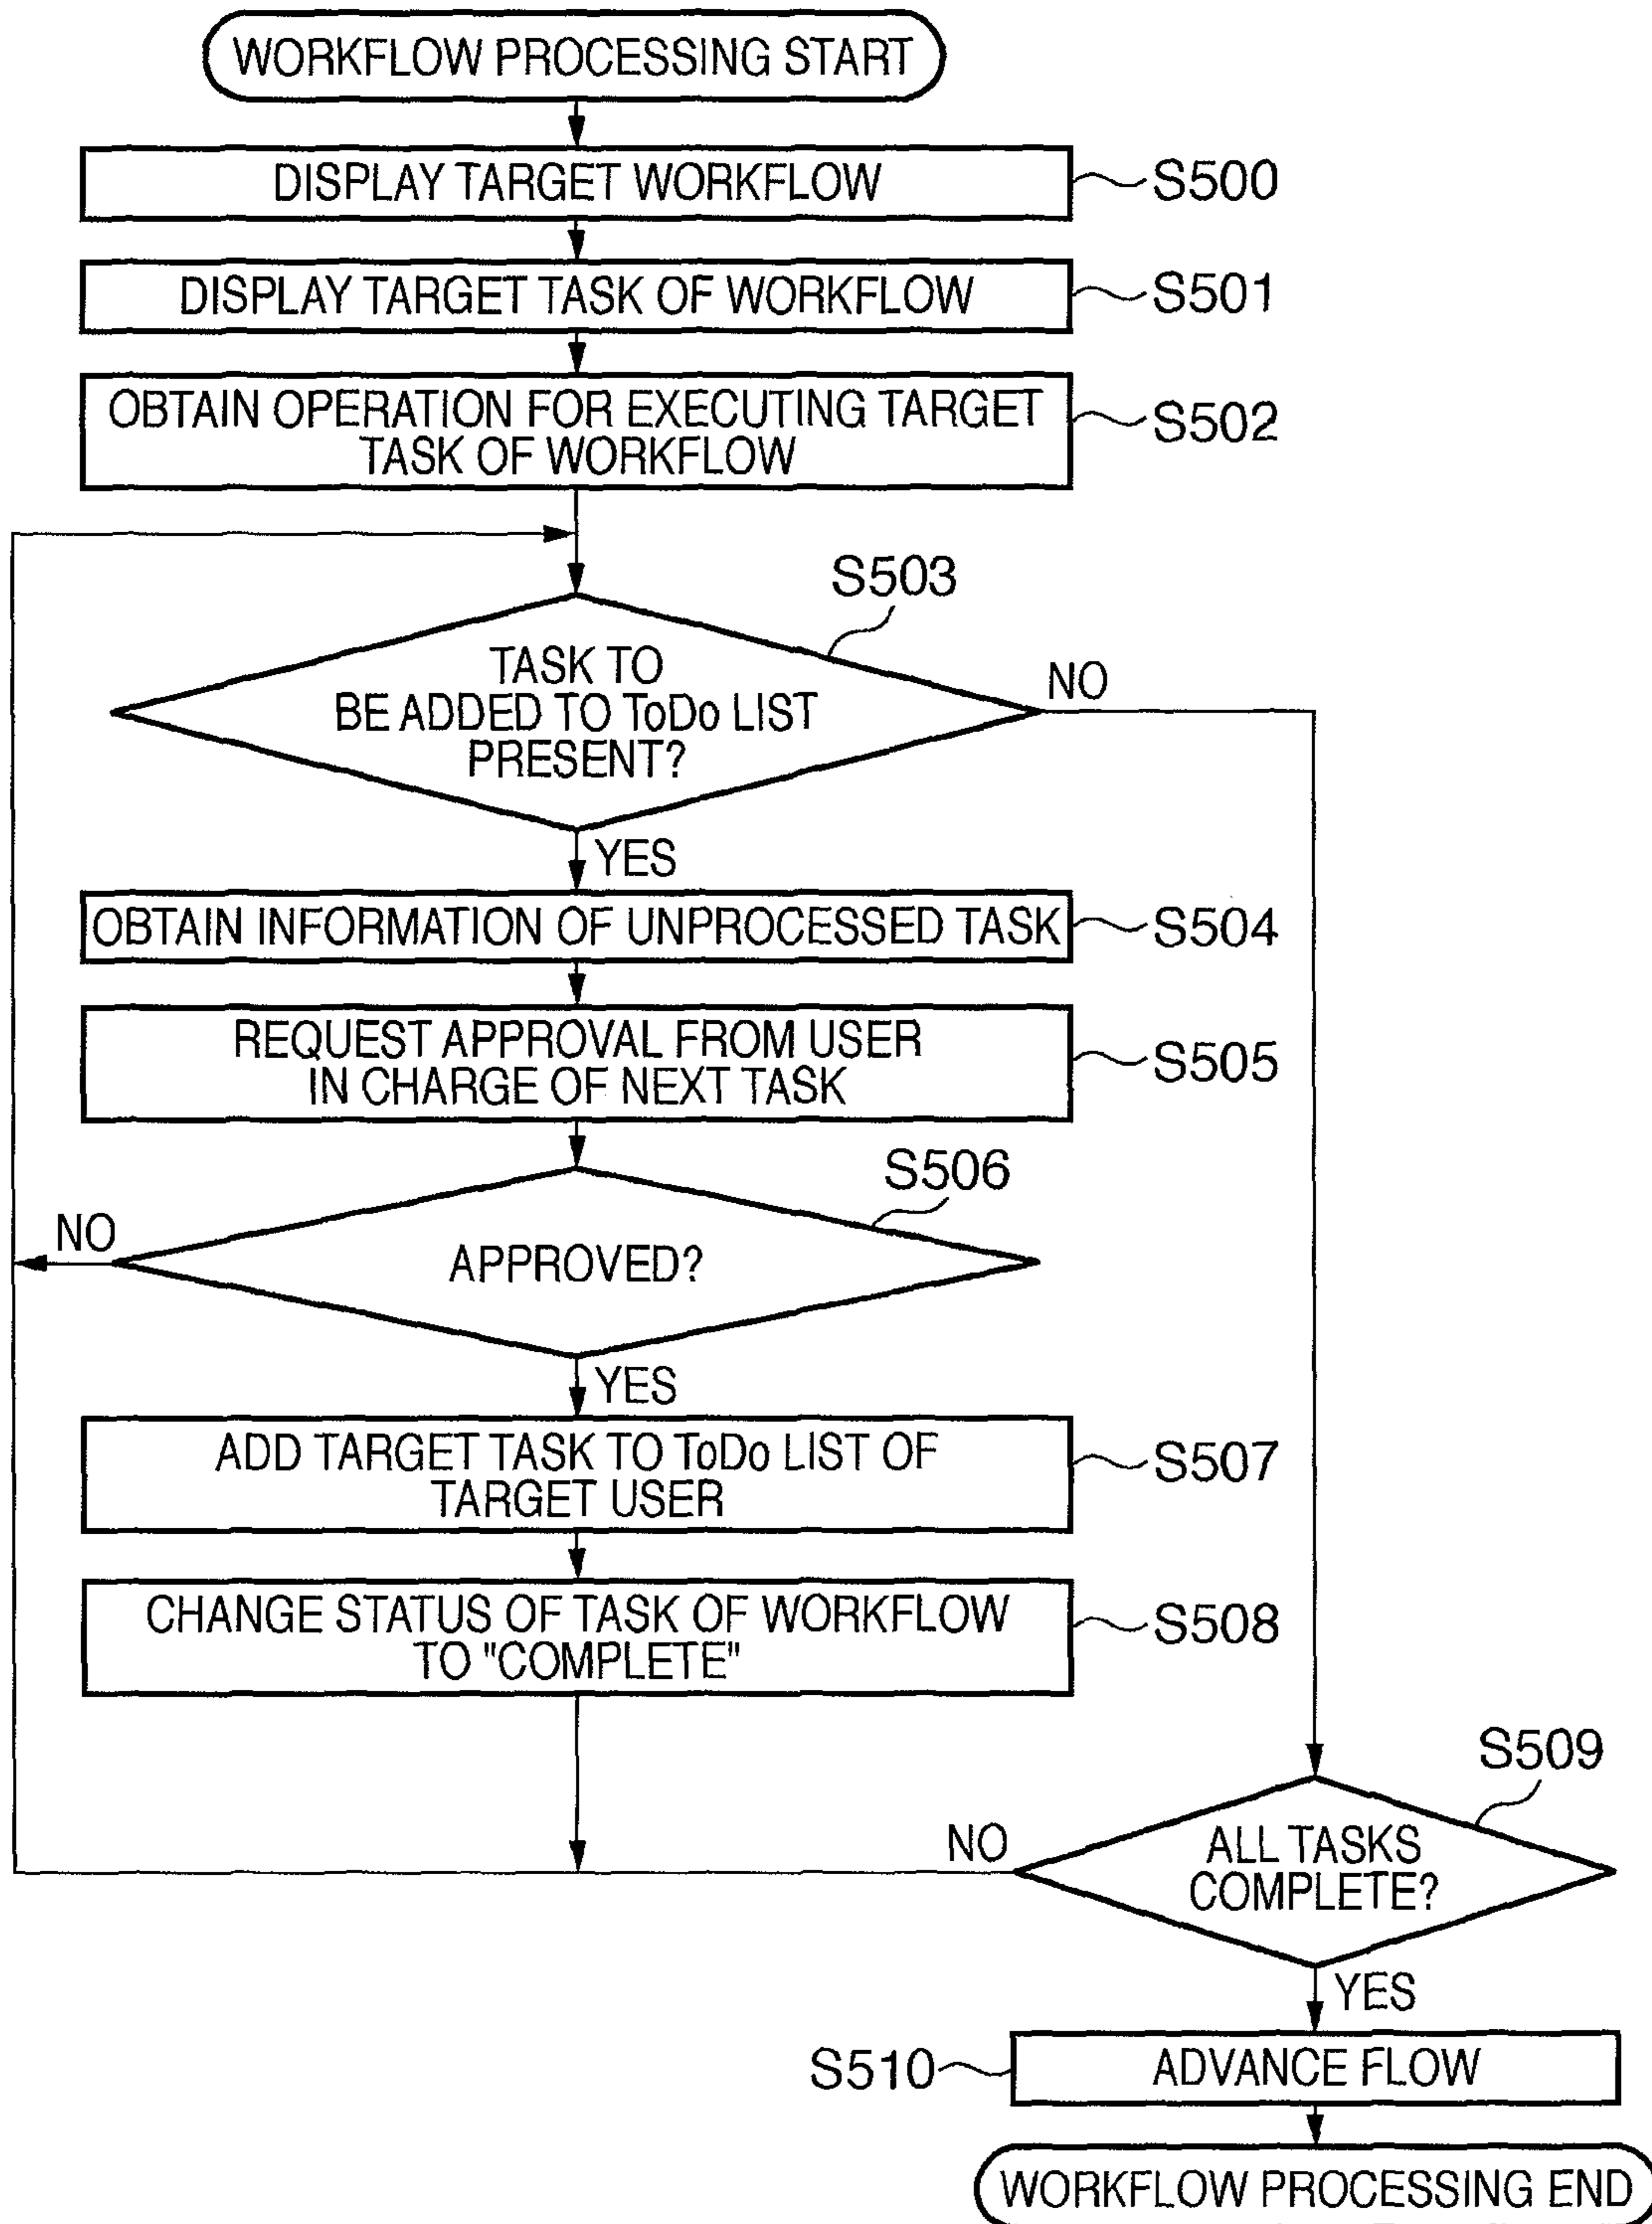 WORKFLOW PROCESSING START
DISPLAY TARGET WORKFLOW
S500
DISPLAY TARGET TASK OF WORKFLOW
S501
OBTAIN OPERATION FOR EXECUTING TARGET
TASK OF WORKFLOW
S502
S503
TASK TO
BE ADDED TO ToDo LIST
PRESENT?
NO
YES
OBTAIN INFORMATION OF UNPROCESSED TASK
S504
REQUEST APPROVAL FROM USER
IN CHARGE OF NEXT TASK
S505
S506
NO
APPROVED?
YES
ADD TARGET TASK TO ToDo LIST OF
TARGET USER
S507
CHANGE STATUS OF TASK OF WORKFLOW
TO "COMPLETE"
S508
S509
NO
ALL TASKS
COMPLETE?
YES
S510
ADVANCE FLOW
WORKFLOW PROCESSING END